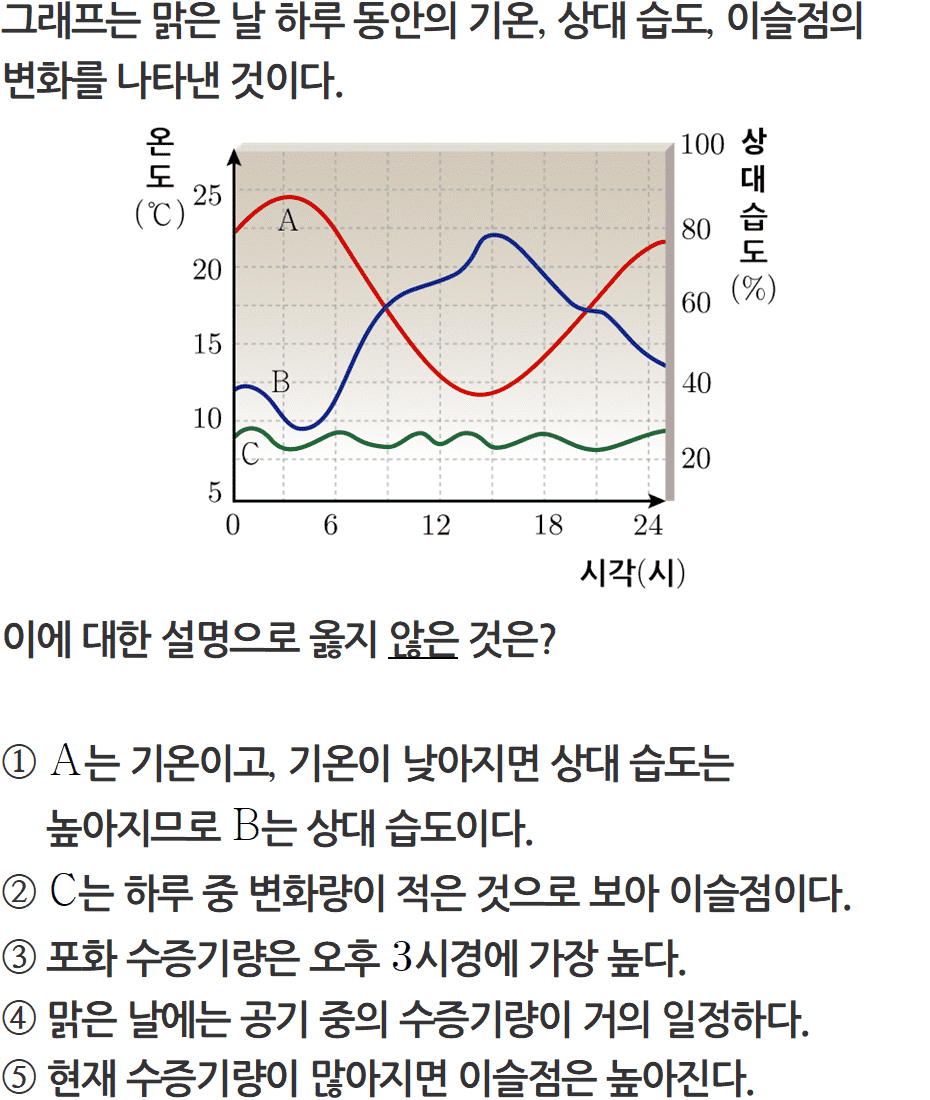 그래프는 맑은 날 하루 동안의 기온, 상대 습도, 이슬점의
변화를 나타낸 것이다.
온도(℃)
25
20
15
10
5
A
B
C
100
80
60
40
20
상대습도(%)
0 6 12 18 24
시각(시)
이에 대한 설명으로 옳지 않은 것은?
① A는 기온이고, 기온이 낮아지면 상대 습도는
높아지므로 B는 상대 습도이다.
② C는 하루 중 변화량이 적은 것으로 보아 이슬점이다.
③ 포화 수증기량은 오후 3시경에 가장 높다.
④ 맑은 날에는 공기 중의 수증기량이 거의 일정하다.
⑤ 현재 수증기량이 많아지면 이슬점은 높아진다.